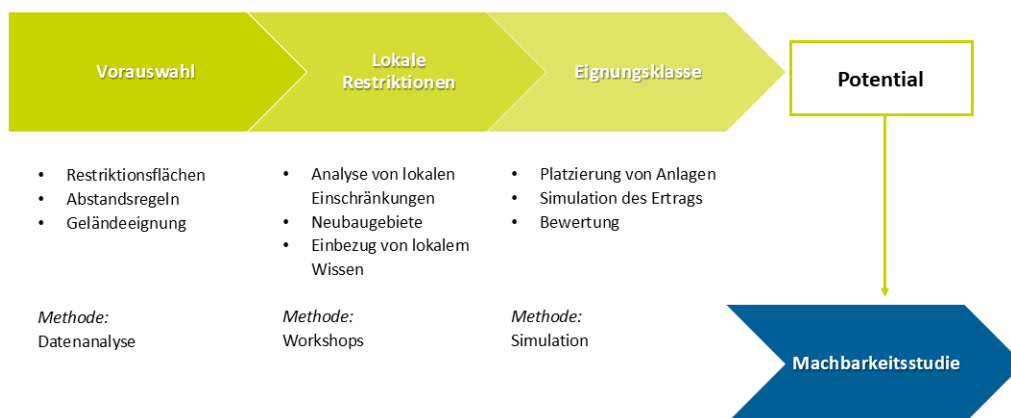 Vorauswahl
Lokale
Restriktionen
Eignungsklasse
Potential
• Restriktionsflächen
• Abstandsregeln
• Geländeeignung
Methode:
Datenanalyse
• Analyse von lokalen
Einschränkungen
• Neubaugebiete
• Einbezug von lokalem
Wissen
Methode:
Workshops
• Platzierung von Anlagen
• Simulation des Ertrags
• Bewertung
Methode:
Simulation
Machbarkeitsstudie